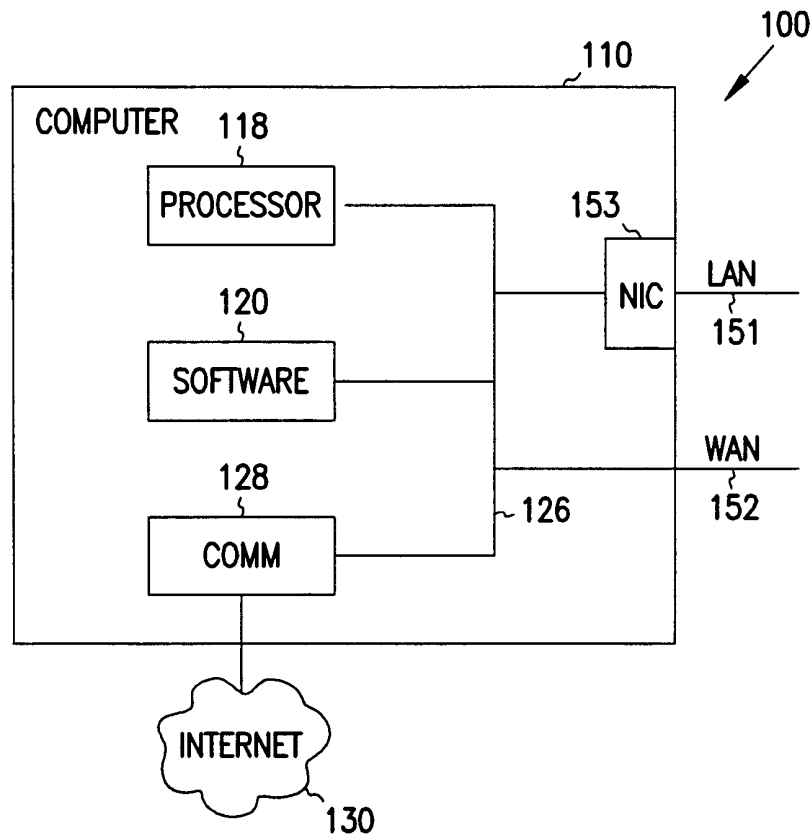 100
110
COMPUTER
118
PROCESSOR
153
NIC
LAN
151
120
SOFTWARE
WAN
152
128
COMM
126
INTERNET
130